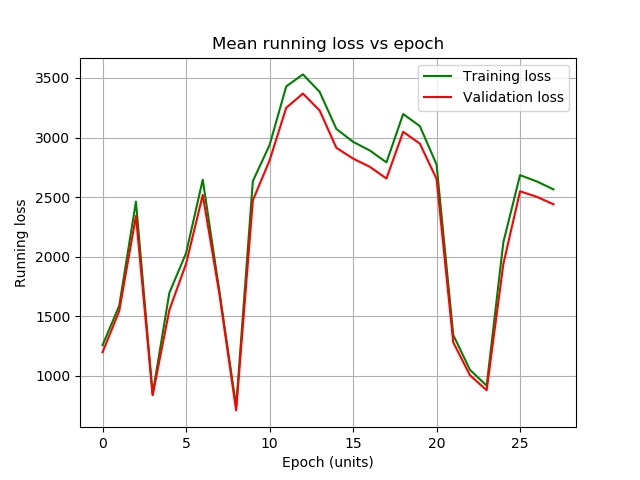 Mean running loss vs epoch
Training loss
Validation loss
Running loss
3500
3000
2500
2000
1500
1000
0 5 10 15 20 25
Epoch (units)